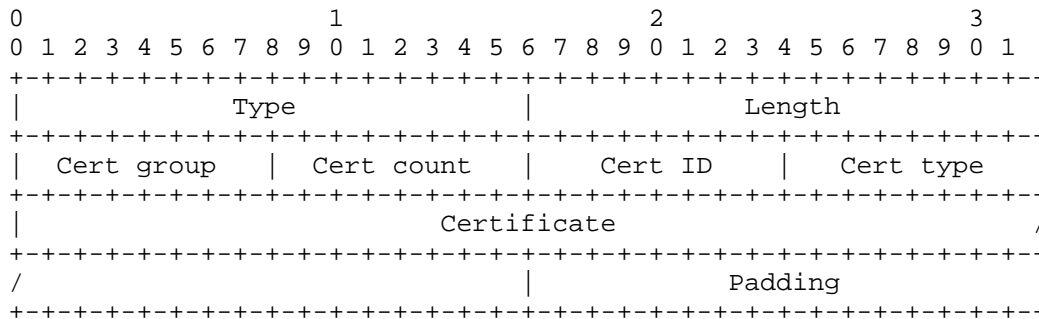 0                   1                   2                   3
0 1 2 3 4 5 6 7 8 9 0 1 2 3 4 5 6 7 8 9 0 1 2 3 4 5 6 7 8 9 0 1
+-+-+-+-+-+-+-+-+-+-+-+-+-+-+-+-+-+-+-+-+-+-+-+-+-+-+-+-+-+-+-+--
|             Type              |             Length
+-+-+-+-+-+-+-+-+-+-+-+-+-+-+-+-+-+-+-+-+-+-+-+-+-+-+-+-+-+-+-+--
|  Cert group   |  Cert count   |    Cert ID    |   Cert type
+-+-+-+-+-+-+-+-+-+-+-+-+-+-+-+-+-+-+-+-+-+-+-+-+-+-+-+-+-+-+-+--
|                          Certificate                          /
+-+-+-+-+-+-+-+-+-+-+-+-+-+-+-+-+-+-+-+-+-+-+-+-+-+-+-+-+-+-+-+--
/                               |            Padding
+-+-+-+-+-+-+-+-+-+-+-+-+-+-+-+-+-+-+-+-+-+-+-+-+-+-+-+-+-+-+-+--